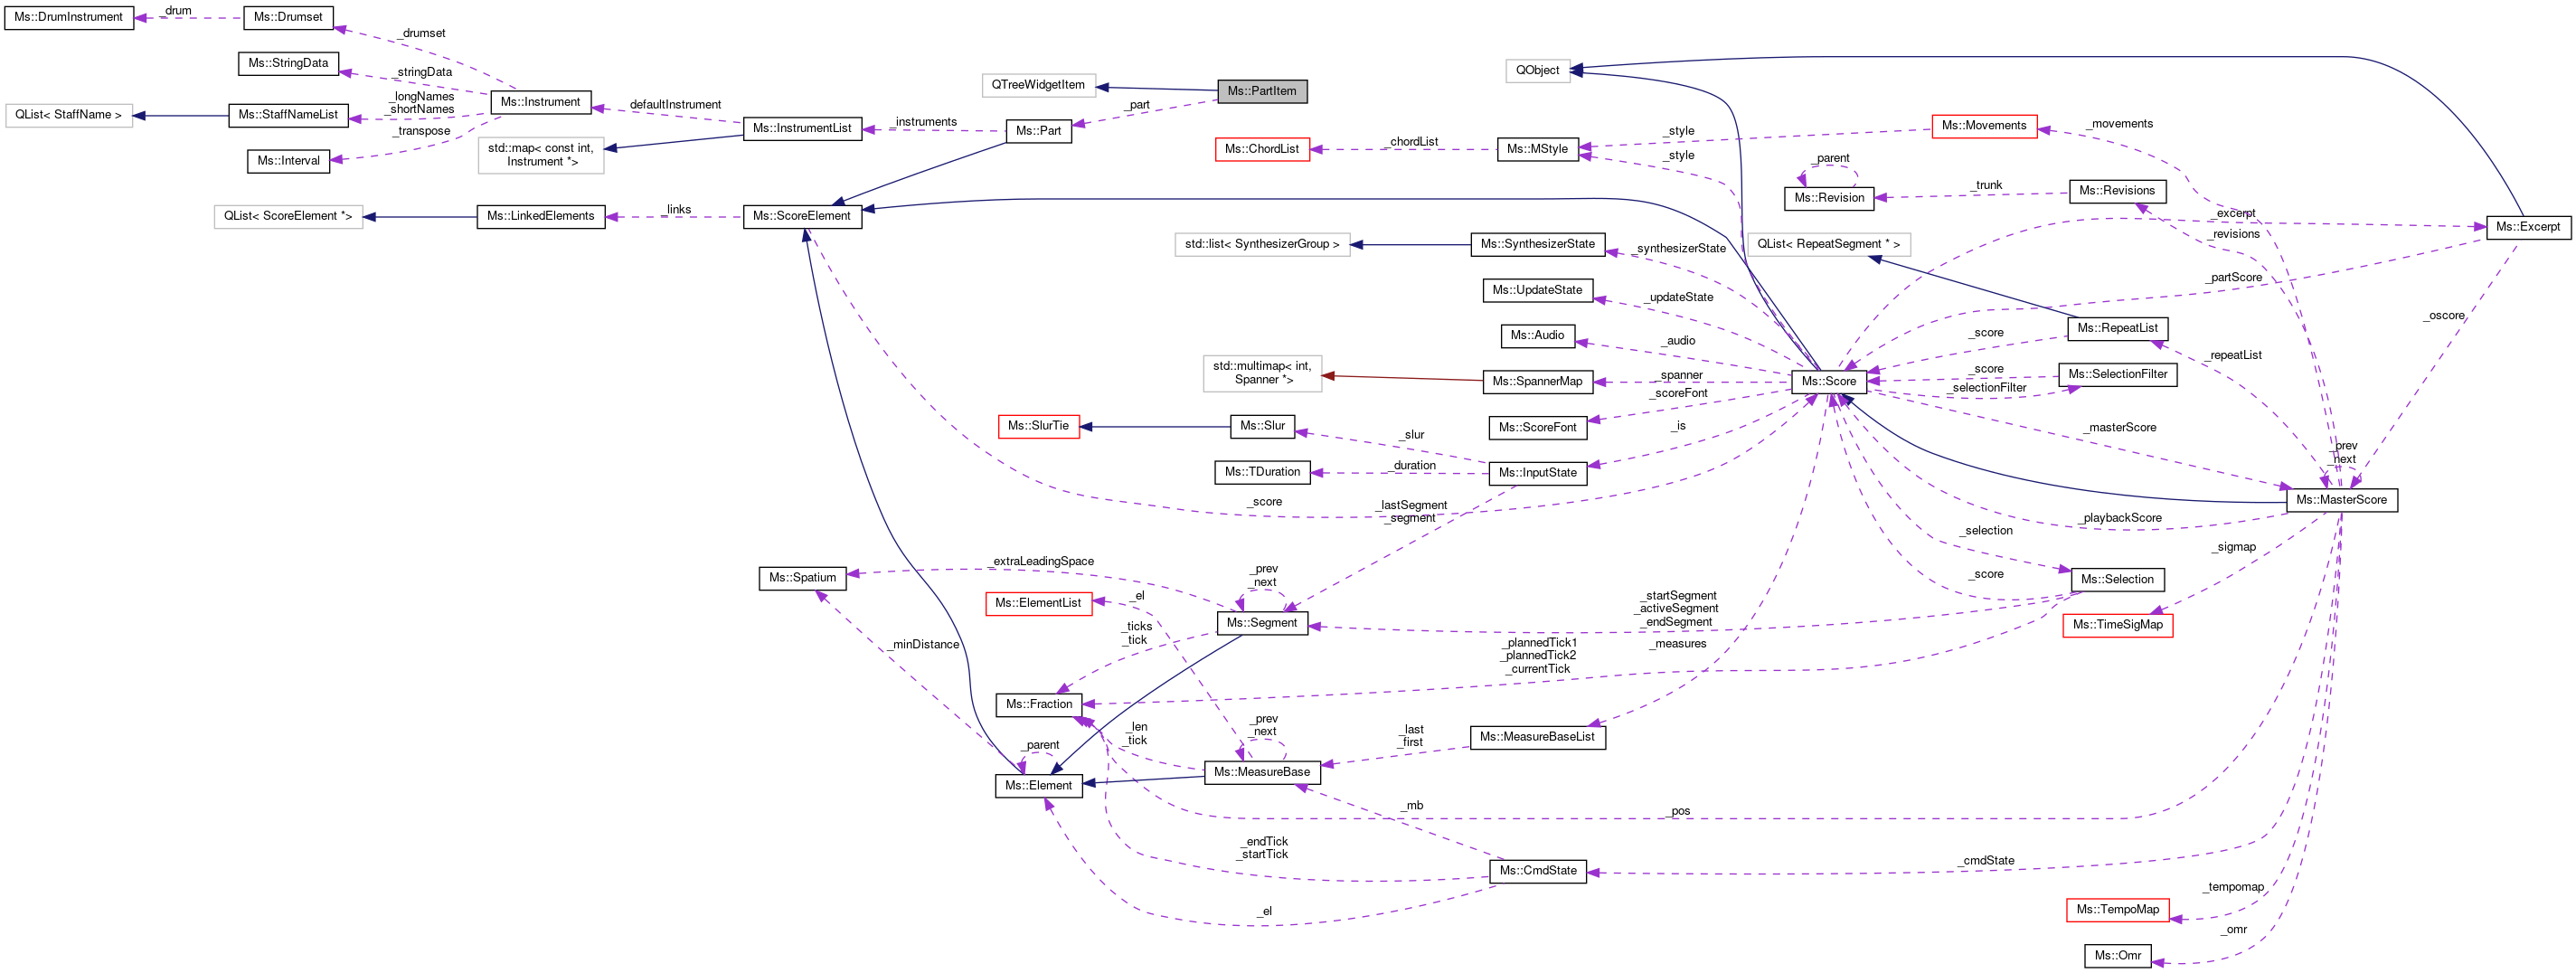 Ms::DrumInstrument
_drum
Ms::Drumset
_drumset
Ms::StringData
_stringData
QList< StaffName >
Ms::StaffNameList
_longNames
_shortNames
Ms::Instrument
_transpose
Ms::Interval
defaultInstrument
Ms::InstrumentList
std::map< const int,
Instrument *>
_instruments
Ms::Part
QTreeWidgetItem
Ms::PartItem
_part
QList< ScoreElement *>
Ms::LinkedElements
_links
Ms::ScoreElement
QObject
Ms::ChordList
_chordList
Ms::MStyle
_style
_style
Ms::Movements
_movements
_parent
Ms::Revision
_trunk
Ms::Revisions
_excerpt
_revisions
Ms::Excerpt
std::list< SynthesizerGroup >
Ms::SynthesizerState
_synthesizerState
QList< RepeatSegment * >
_partScore
Ms::UpdateState
_updateState
Ms::RepeatList
_oscore
Ms::Audio
_audio
_score
_repeatList
std::multimap< int,
Spanner *>
Ms::SpannerMap
_spanner
Ms::Score
_score
Ms::SelectionFilter
_selectionFilter
_scoreFont
Ms::ScoreFont
Ms::SlurTie
Ms::Slur
_slur
_is
_masterScore
_prev
_next
Ms::TDuration
_duration
Ms::InputState
Ms::MasterScore
_score
_lastSegment
_segment
_playbackScore
_selection
_sigmap
Ms::Spatium
_extraLeadingSpace
_prev
_next
Ms::Selection
_score
Ms::ElementList
_el
Ms::Segment
_startSegment
_activeSegment
_endSegment
Ms::TimeSigMap
_ticks
_tick
_minDistance
_plannedTick1
_plannedTick2
_currentTick
_measures
Ms::Fraction
_len
_tick
_prev
_next
_last
_first
Ms::MeasureBaseList
_parent
Ms::Element
Ms::MeasureBase
_mb
_pos
_endTick
_startTick
Ms::CmdState
_cmdState
_el
_tempomap
Ms::TempoMap
_omr
Ms::Omr